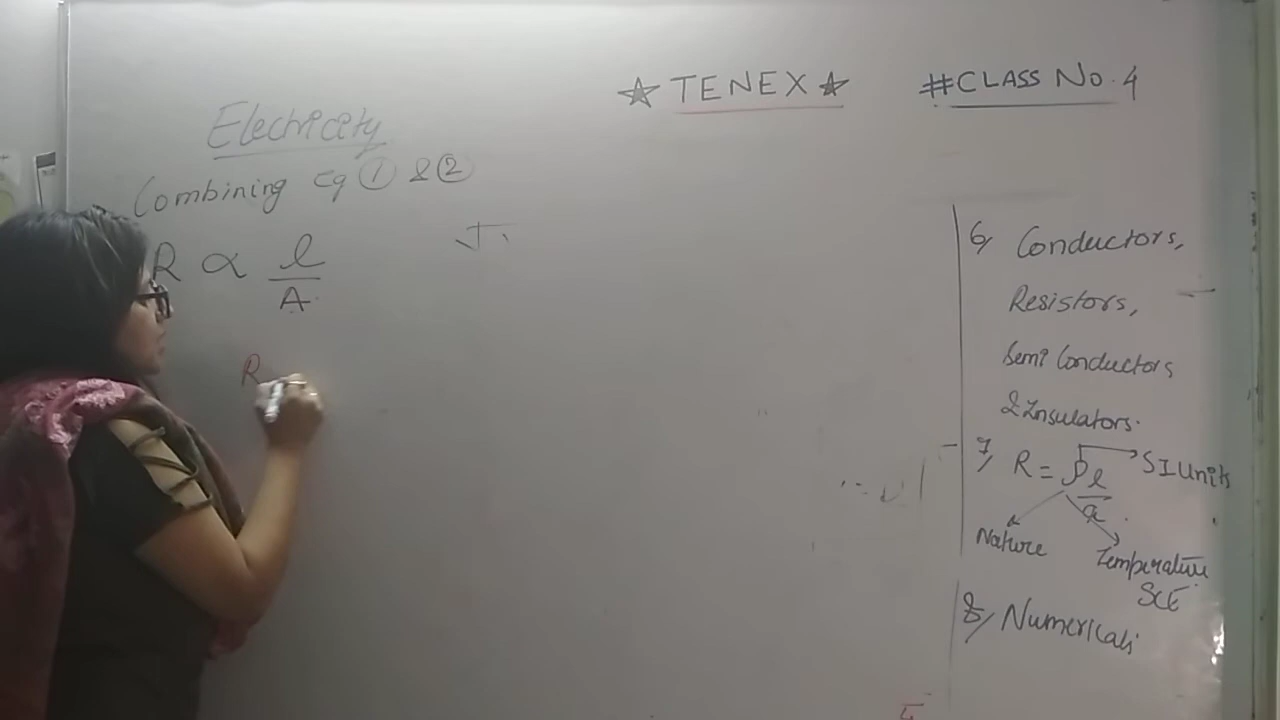 ☆ TENEX ☆ #CLASS No. 4
Electricity
Combining eq ① & ②
R ∝ l/A
R
6, Conductors,
Resistors,
Semi Conductors
& Insulators.
7, R = ρl/a → SI Units
Nature
Temperature
8, Numericals